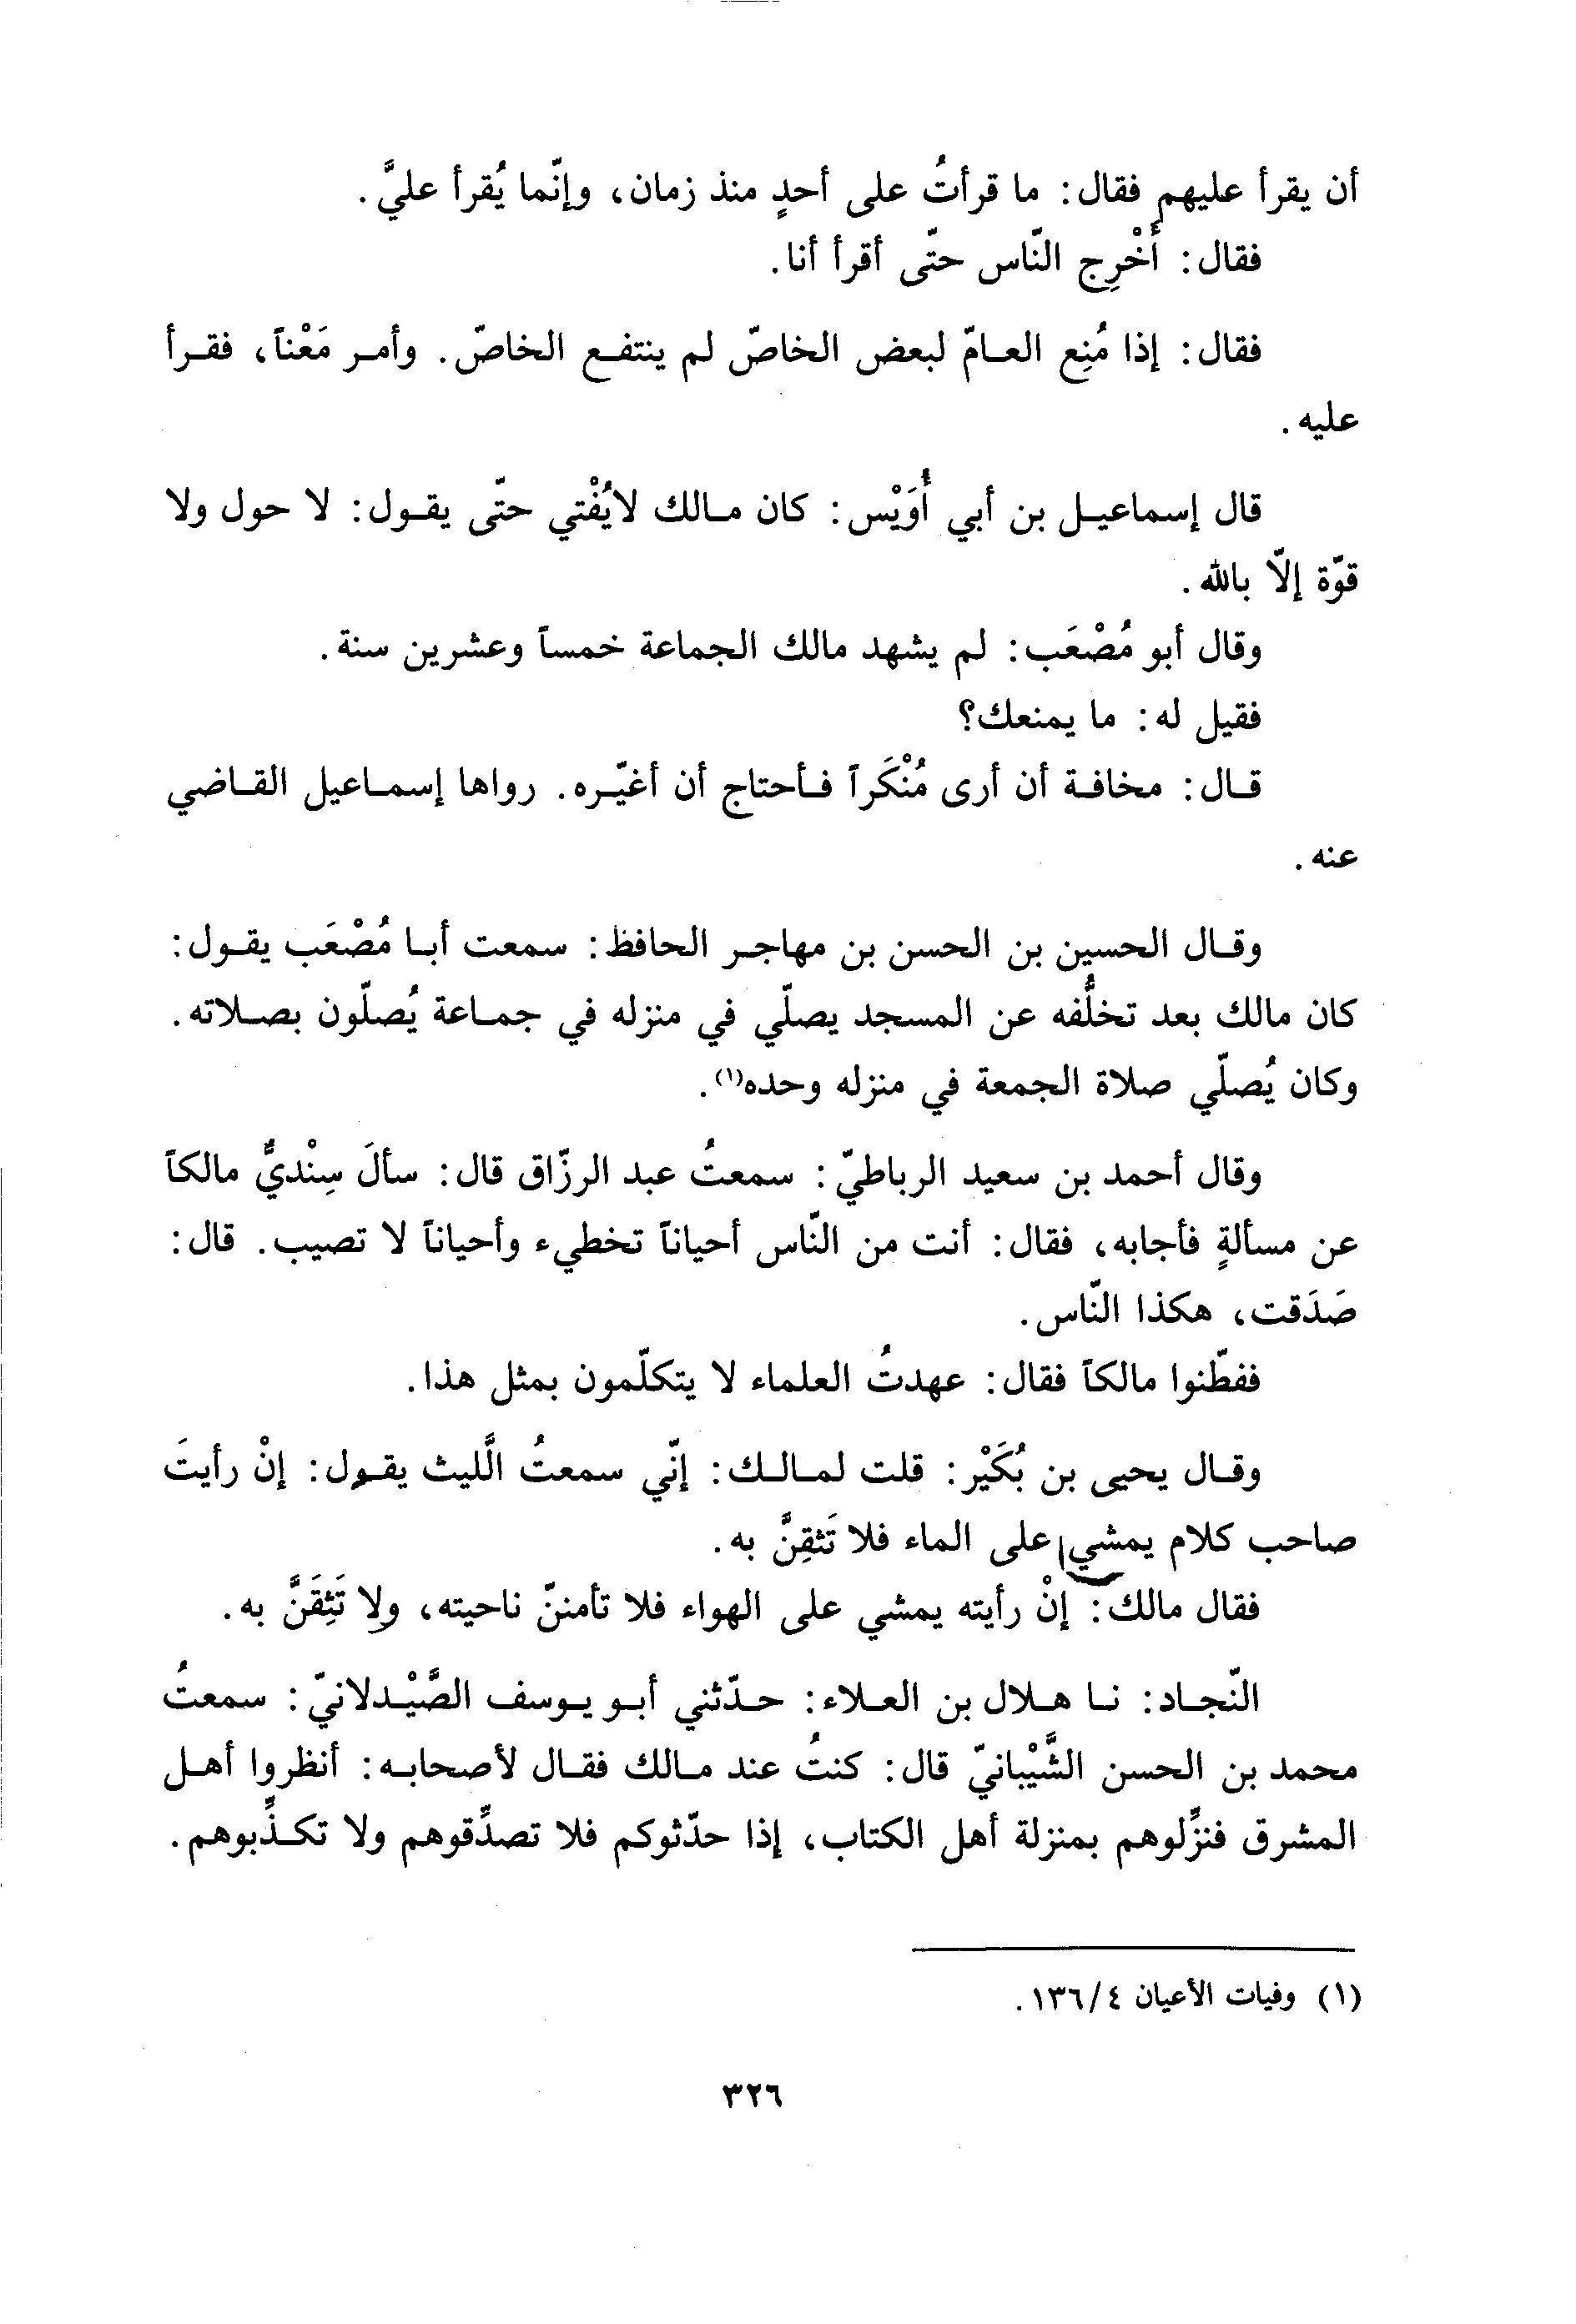 أن يقرأ عليهم فقال: ما قرأتُ على أحدٍ منذ زمان، وإنّما يُقرأ عليَّ.
فقال: أَخْرِج النّاس حتّى أقرأ أنا.
فقال: إذا مُنِع العامّ لبعض الخاصّ لم ينتفع الخاصّ. وأمر مَعْناً، فقرأ
عليه.
قال إسماعيل بن أبي أُوَيْس: كان مالك لايُفْتي حتّى يقول: لا حول ولا
قوّة إلّا بالله.
وقال أبو مُصْعَب: لم يشهد مالك الجماعة خمساً وعشرين سنة.
فقيل له: ما يمنعك؟
قال: مخافة أن أرى مُنْكَراً فأحتاج أن أغيّره. رواها إسماعيل القاضي
عنه.
وقال الحسين بن الحسن بن مهاجر الحافظ: سمعت أبا مُصْعَب يقول:
كان مالك بعد تخلُّفه عن المسجد يصلّي في منزله في جماعة يُصلّون بصلاته.
وكان يُصلّي صلاة الجمعة في منزله وحده(١).
وقال أحمد بن سعيد الرباطيّ: سمعتُ عبد الرزّاق قال: سألَ سِنْديٌّ مالكاً
عن مسألةٍ فأجابه، فقال: أنت من النّاس أحياناً تخطيء وأحياناً لا تصيب. قال:
صَدَقت، هكذا النّاس.
ففطّنوا مالكاً فقال: عهدتُ العلماء لا يتكلّمون بمثل هذا.
وقال يحيى بن بُكَيْر: قلت لمالك: إنّي سمعتُ الَّليث يقول: إنْ رأيتَ
صاحب كلام يمشي على الماء فلا تَثقِنَّ به.
فقال مالك: إنْ رأيته يمشي على الهواء فلا تأمننّ ناحيته، ولا تَثِقَنَّ به.
النّجاد: نا هلال بن العلاء: حدّثني أبو يوسف الصَّيْدلانيّ: سمعتُ
محمد بن الحسن الشَّيْبانيّ قال: كنتُ عند مالك فقال لأصحابه: أنظروا أهل
المشرق فنزِّلوهم بمنزلة أهل الكتاب، إذا حدّثوكم فلا تصدِّقوهم ولا تكذِّبوهم.
(١) وفيات الأعيان ٤/١٣٦.
٣٢٦